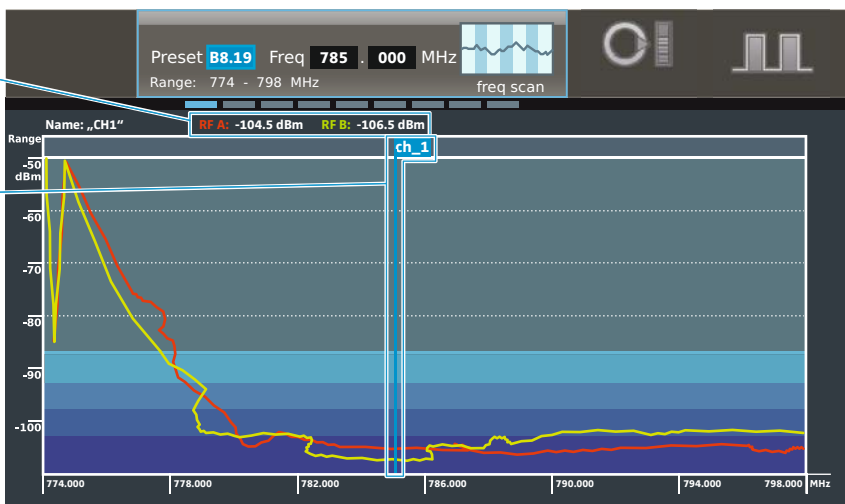 Preset B8.19 Freq 785 . 000 MHz
Range: 774 - 798 MHz
freq scan
Name: „CH1“ RF A: -104.5 dBm RF B: -106.5 dBm
Range
ch_1
-50
dBm
-60
-70
-80
-90
-100
774.000 778.000 782.000 786.000 790.000 794.000 798.000 MHz